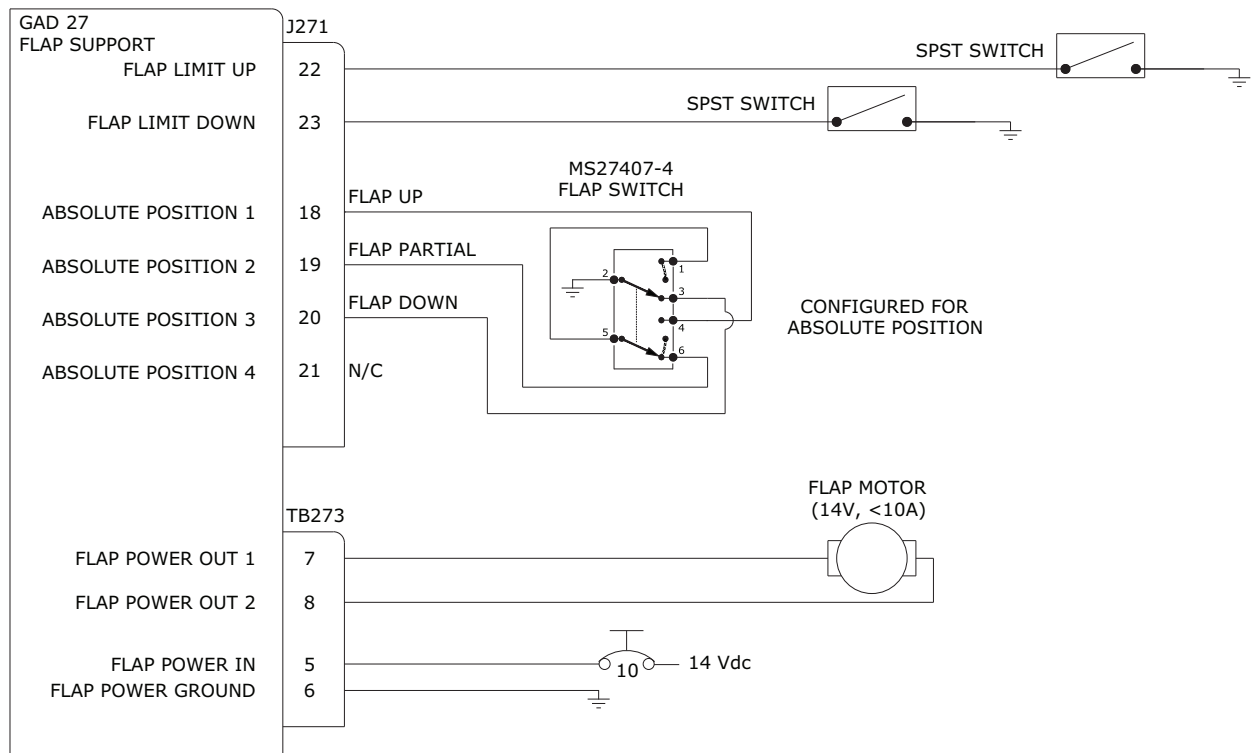 GAD 27
FLAP SUPPORT
J271
FLAP LIMIT UP
22
SPST SWITCH
FLAP LIMIT DOWN
23
SPST SWITCH
MS27407-4
FLAP SWITCH
ABSOLUTE POSITION 1
18
FLAP UP
ABSOLUTE POSITION 2
19
FLAP PARTIAL
ABSOLUTE POSITION 3
20
FLAP DOWN
ABSOLUTE POSITION 4
21
N/C
2
1
3
4
5
6
CONFIGURED FOR
ABSOLUTE POSITION
TB273
FLAP MOTOR
(14V, <10A)
FLAP POWER OUT 1
7
FLAP POWER OUT 2
8
FLAP POWER IN
5
10
14 Vdc
FLAP POWER GROUND
6